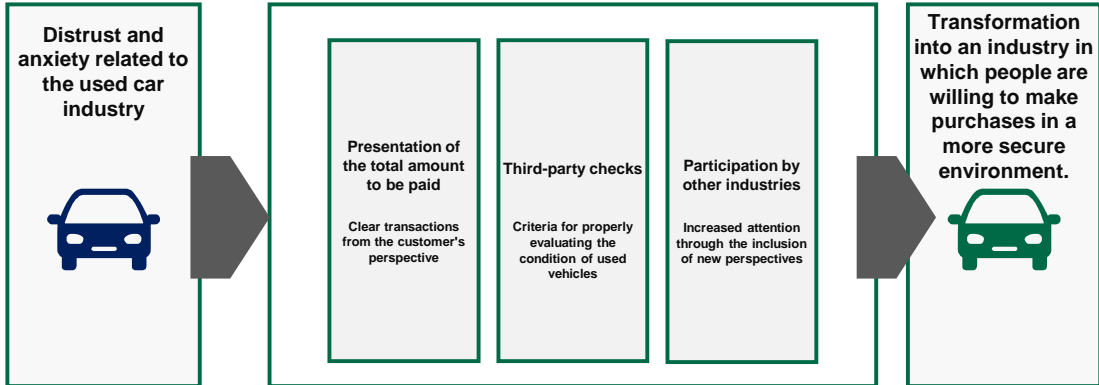 Distrust and
anxiety related to
the used car
industry
Presentation of
the total amount
to be paid
Clear transactions
from the customer's
perspective
Third-party checks
Criteria for properly
evaluating the
condition of used
vehicles
Participation by
other industries
Increased attention
through the inclusion
of new perspectives
Transformation
into an industry in
which people are
willing to make
purchases in a
more secure
environment.